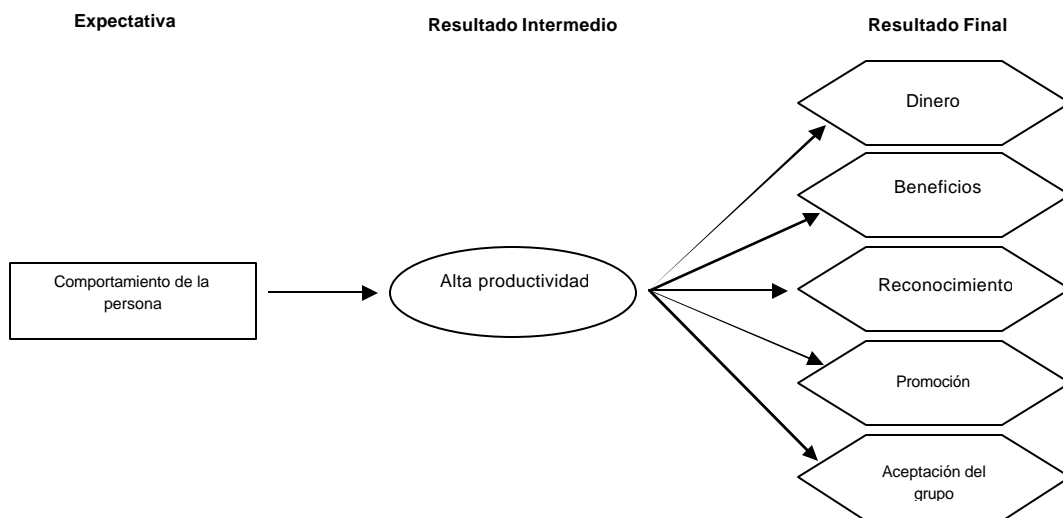 Expectativa
Resultado Intermedio
Resultado Final
Comportamiento de la
persona
Alta productividad
Dinero
Beneficios
Reconocimiento
Promoción
Aceptación del
grupo